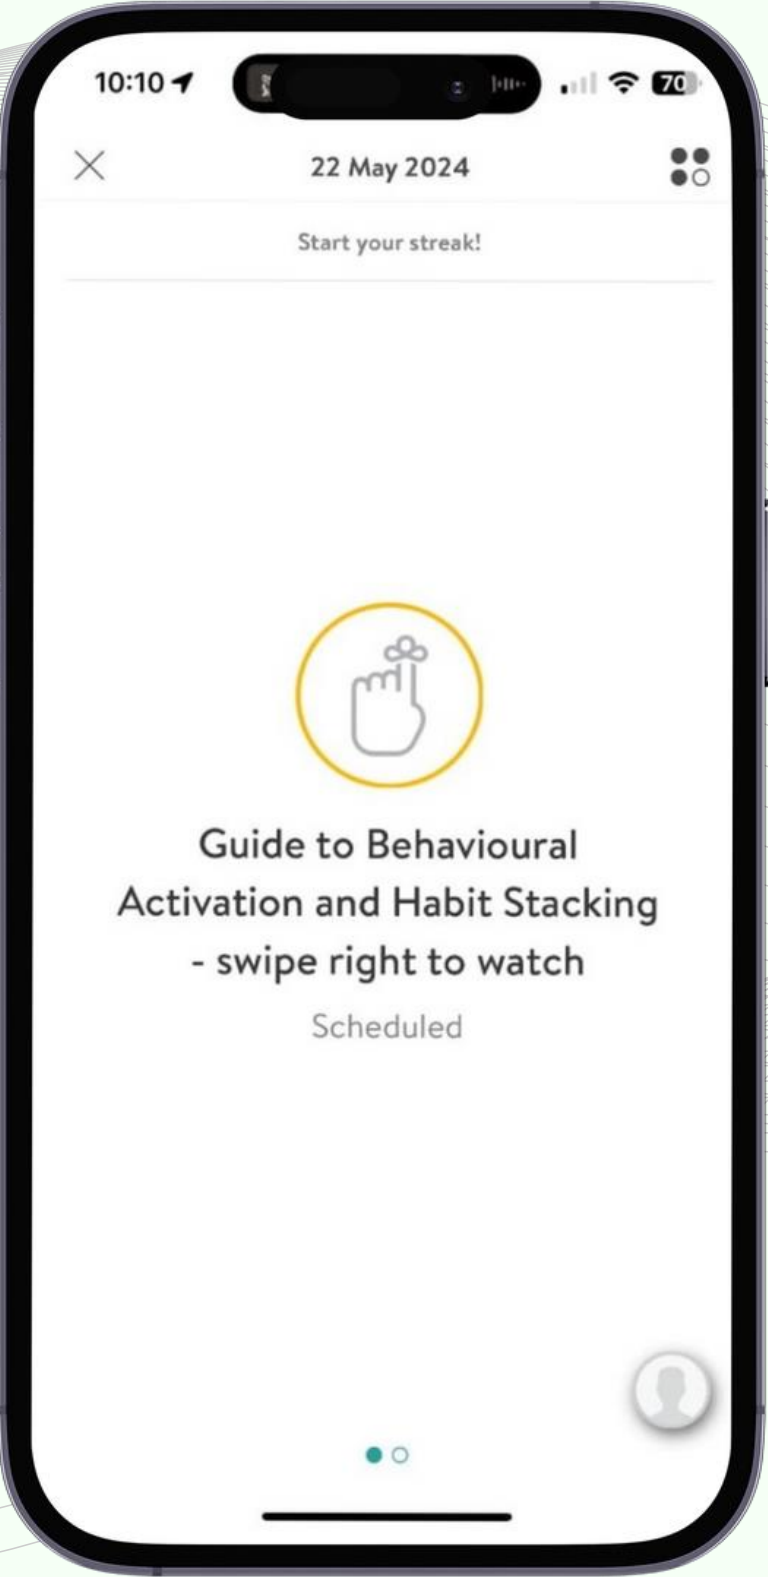 10:10
70
22 May 2024
Start your streak!
Guide to Behavioural
Activation and Habit Stacking
- swipe right to watch
Scheduled